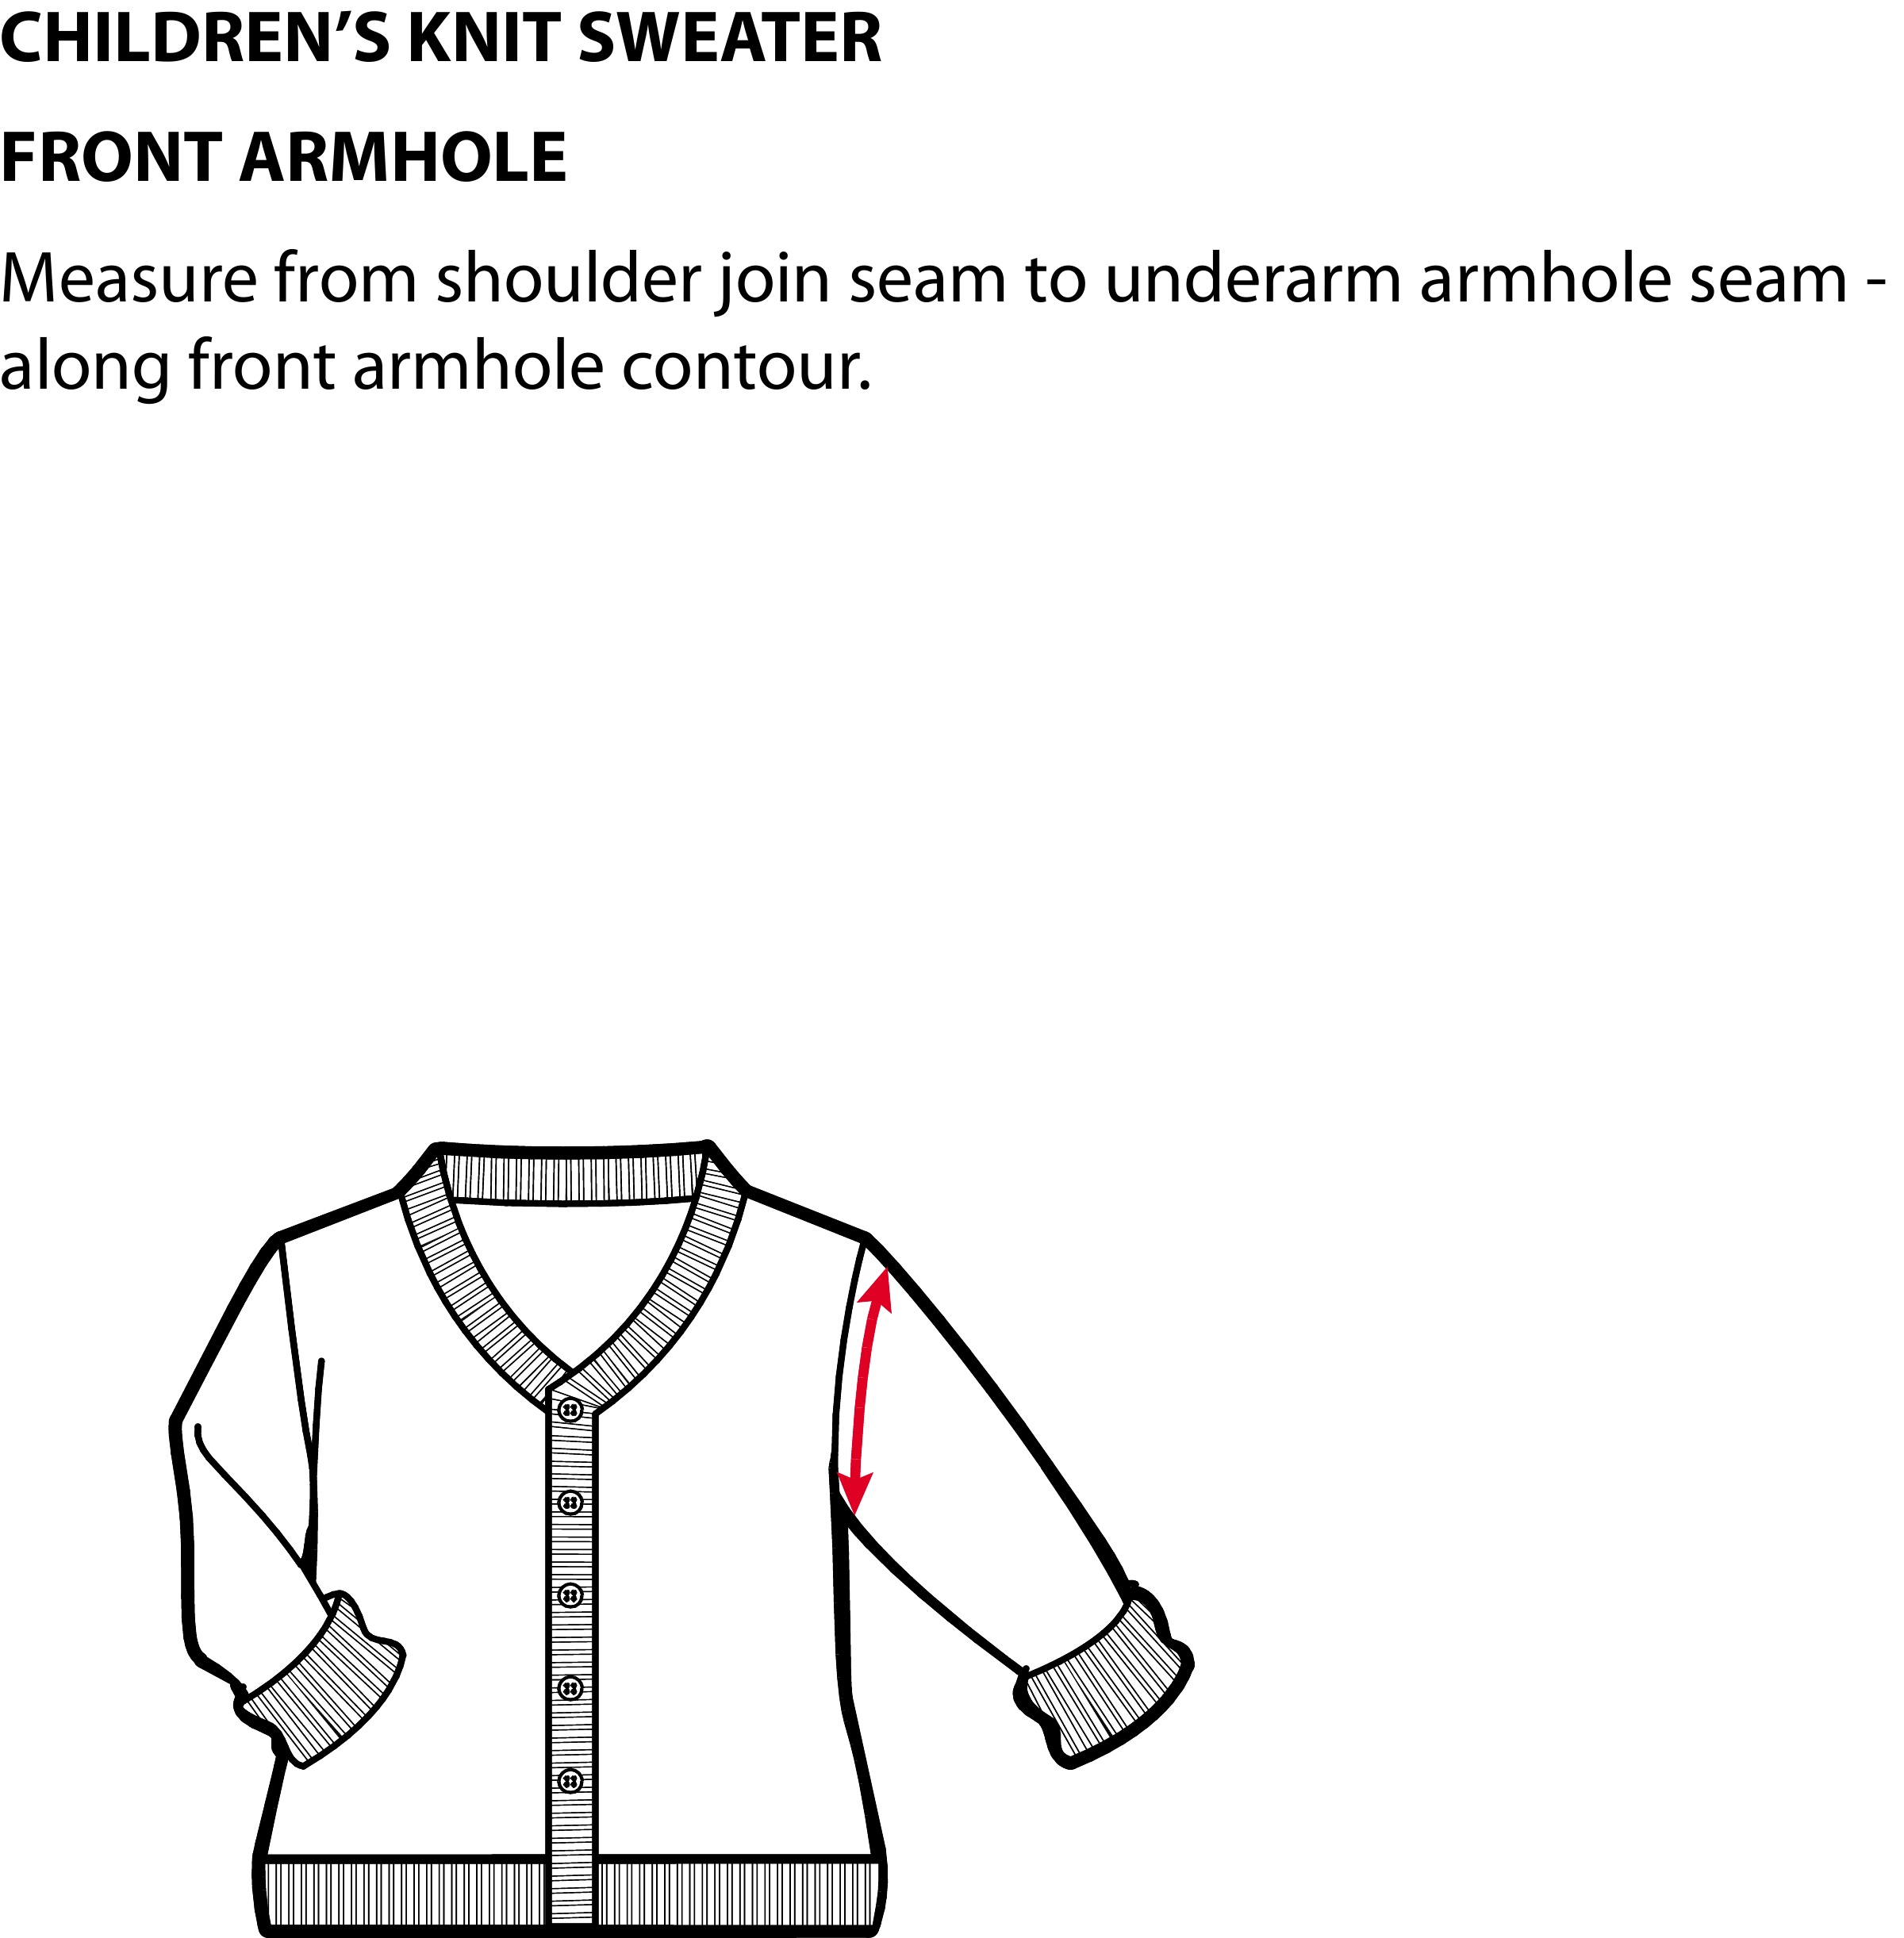 CHILDREN’S KNIT SWEATER
FRONT ARMHOLE
Measure from shoulder join seam to underarm armhole seam -
along front armhole contour.